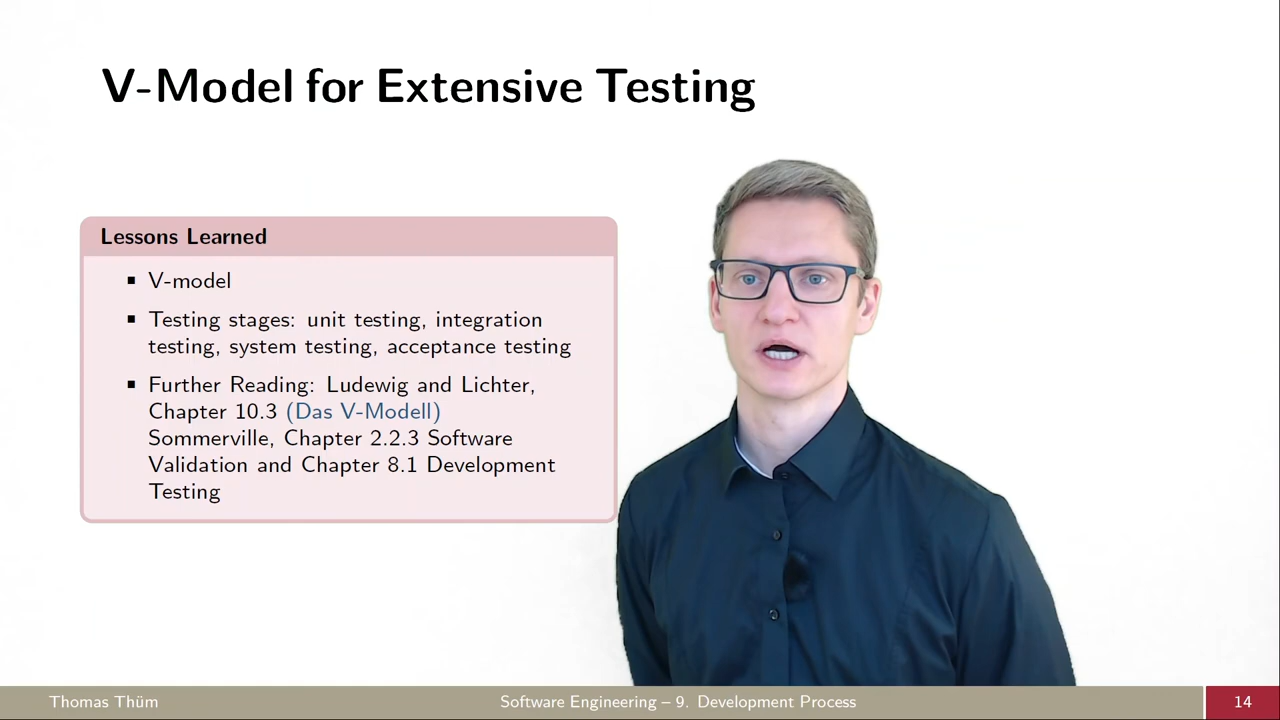 V-Model for Extensive Testing
Lessons Learned
▪ V-model
▪ Testing stages: unit testing, integration
testing, system testing, acceptance testing
▪ Further Reading: Ludewig and Lichter,
Chapter 10.3 (Das V-Modell)
Sommerville, Chapter 2.2.3 Software
Validation and Chapter 8.1 Development
Testing
Thomas Thüm
Software Engineering – 9. Development Process
14